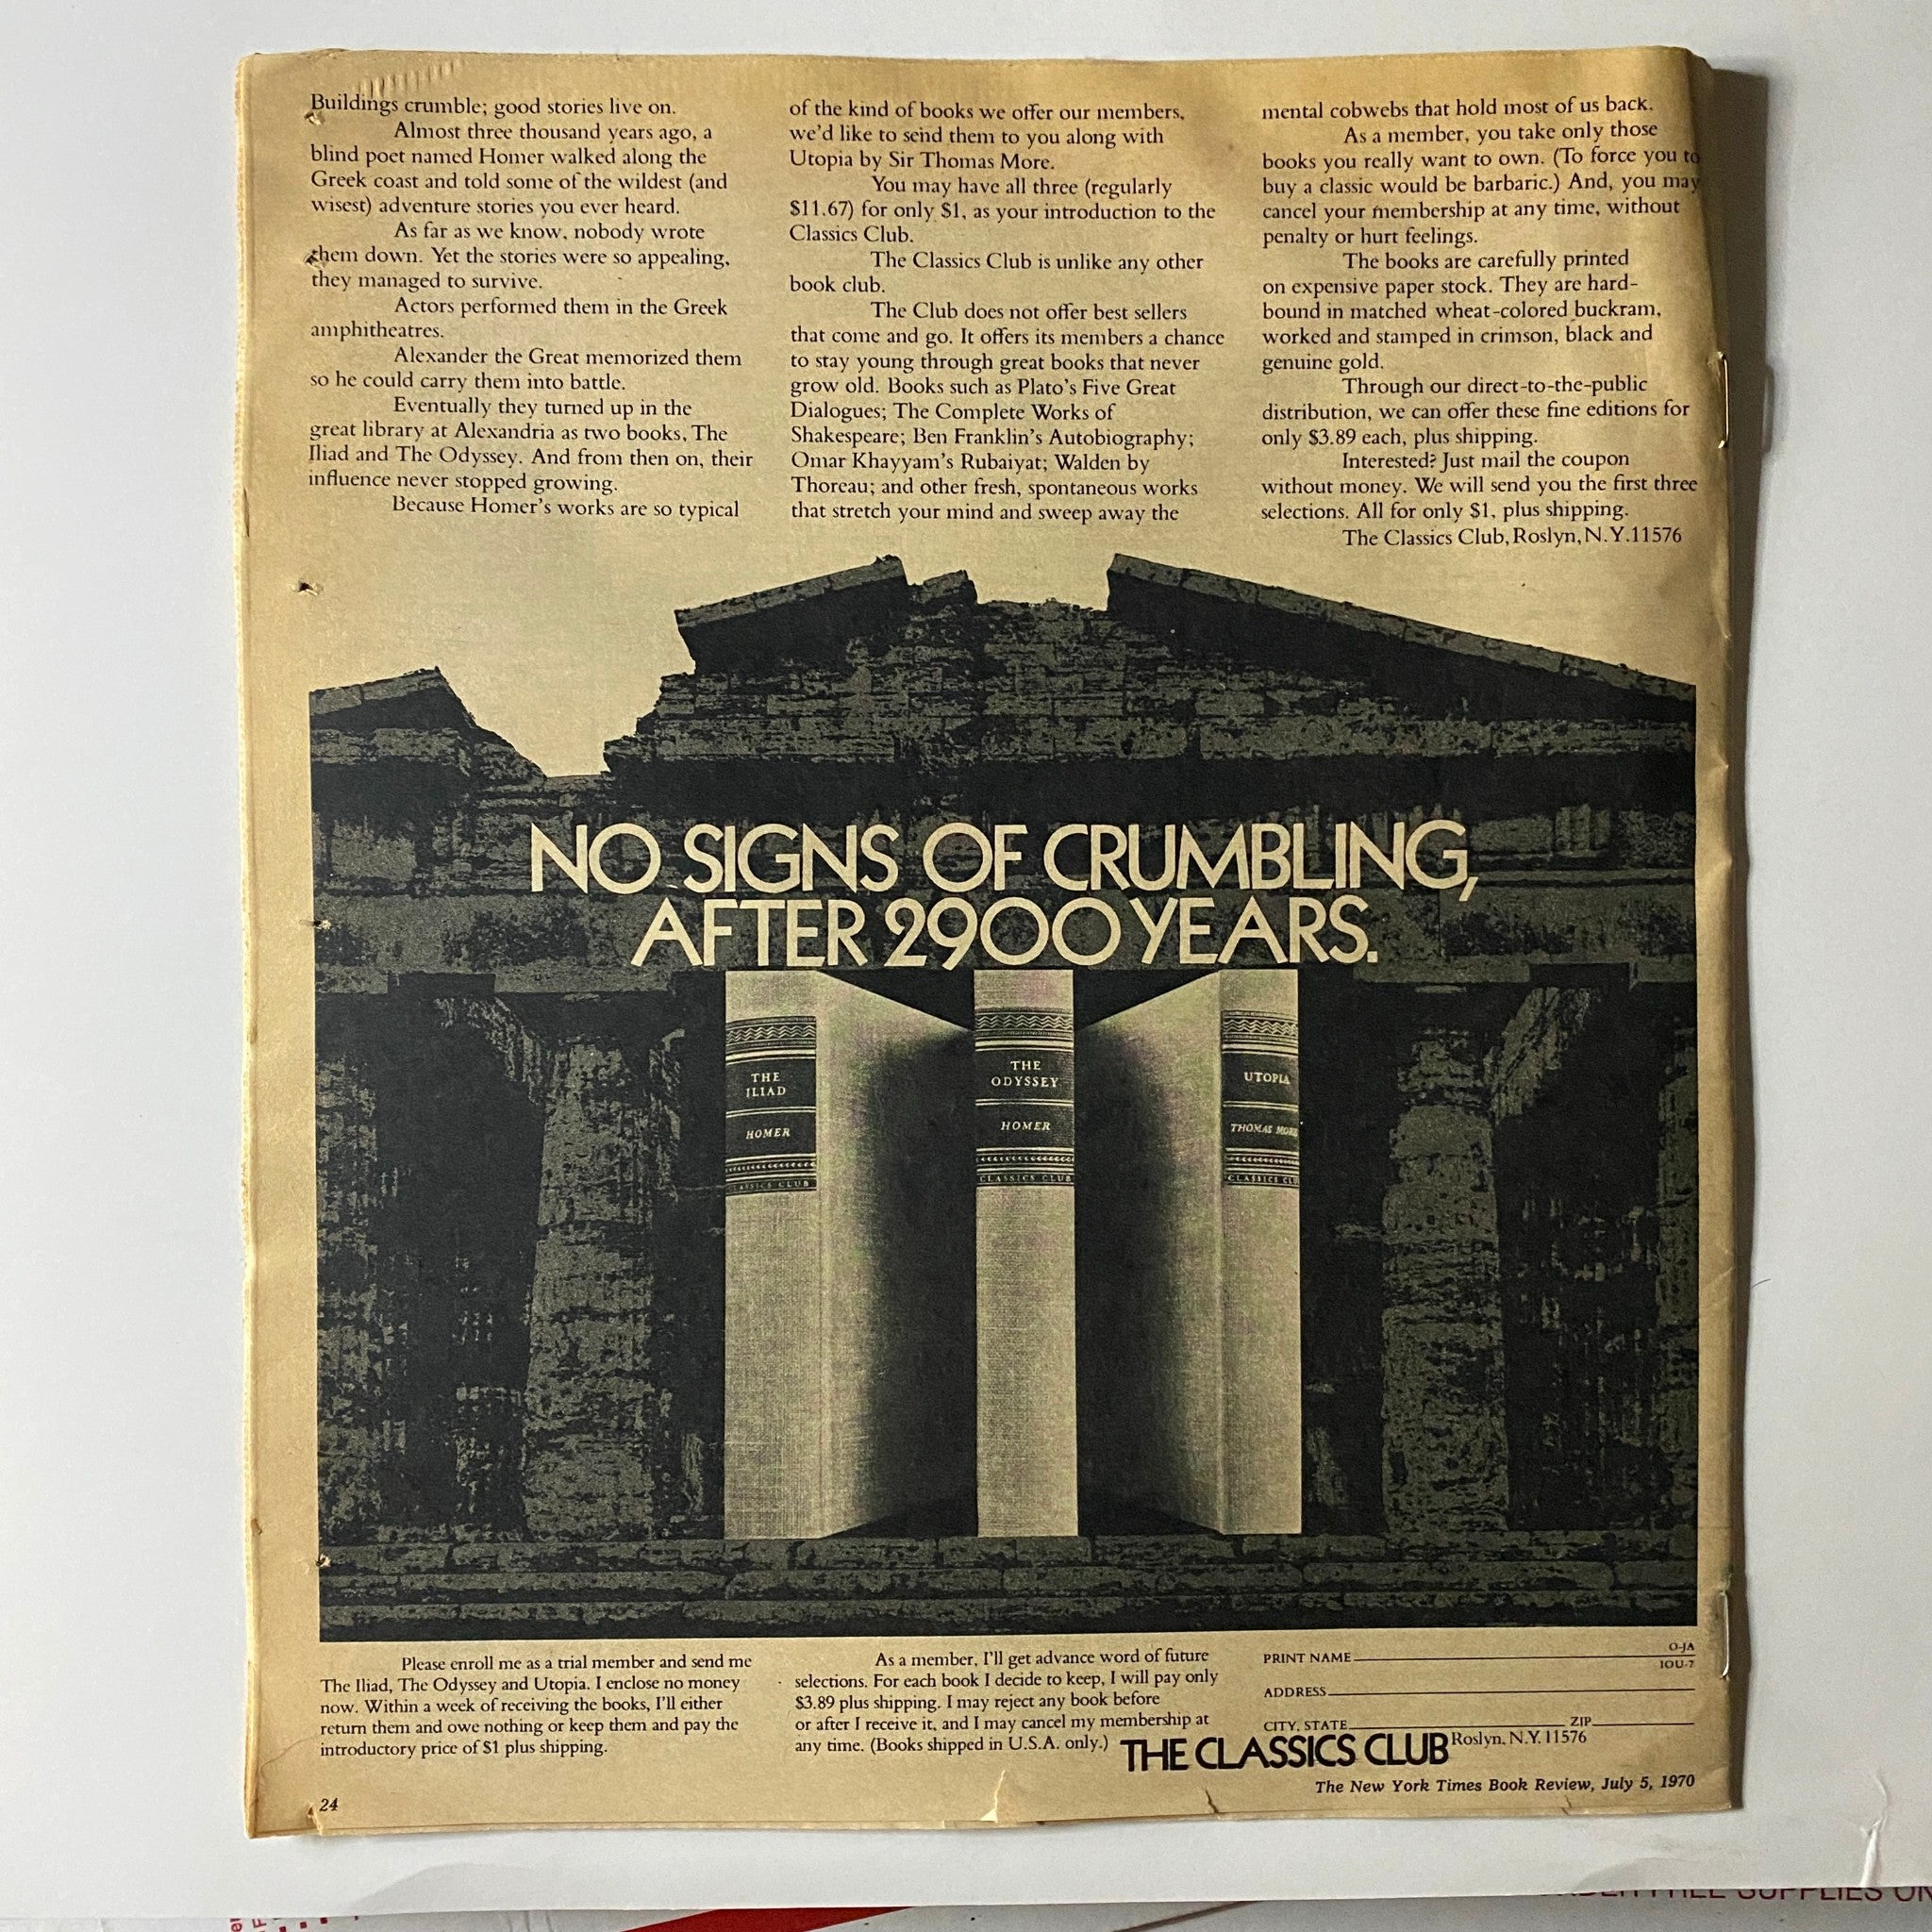 Buildings crumble; good stories live on.
Almost three thousand years ago, a
blind poet named Homer walked along the
Greek coast and told some of the wildest (and
wisest) adventure stories you ever heard.
As far as we know, nobody wrote
them down. Yet the stories were so appealing,
they managed to survive.
Actors performed them in the Greek
amphitheatres.
Alexander the Great memorized them
so he could carry them into battle.
Eventually they turned up in the
great library at Alexandria as two books, The
Iliad and The Odyssey. And from then on, their
influence never stopped growing.
Because Homer's works are so typical
of the kind of books we offer our members,
we'd like to send them to you along with
Utopia by Sir Thomas More.
You may have all three (regularly
$11.67) for only $1, as your introduction to the
Classics Club.
The Classics Club is unlike any other
book club.
The Club does not offer best sellers
that come and go. It offers its members a chance
to stay young through great books that never
grow old. Books such as Plato's Five Great
Dialogues; The Complete Works of
Shakespeare; Ben Franklin's Autobiography;
Omar Khayyam's Rubaiyat; Walden by
Thoreau; and other fresh, spontaneous works
that stretch your mind and sweep away the
mental cobwebs that hold most of us back.
As a member, you take only those
books you really want to own. (To force you to
buy a classic would be barbaric.) And, you may
cancel your membership at any time, without
penalty or hurt feelings.
The books are carefully printed
on expensive paper stock. They are hard-
bound in matched wheat-colored buckram,
worked and stamped in crimson, black and
genuine gold.
Through our direct-to-the-public
distribution, we can offer these fine editions for
only $3.89 each, plus shipping.
Interested? Just mail the coupon
without money. We will send you the first three
selections. All for only $1, plus shipping.
The Classics Club, Roslyn, N.Y. 11576
NO SIGNS OF CRUMBLING,
AFTER 2900 YEARS.
THE
ILIAD
HOMER
CLASSICS CLUB
THE
ODYSSEY
HOMER
CLASSICS CLUB
UTOPIA
THOMAS MORE
CLASSICS CLU
Please enroll me as a trial member and send me
The Iliad, The Odyssey and Utopia. I enclose no money
now. Within a week of receiving the books, I'll either
return them and owe nothing or keep them and pay the
introductory price of $1 plus shipping.
As a member, I'll get advance word of future
selections. For each book I decide to keep, I will pay only
$3.89 plus shipping. I may reject any book before
or after I receive it, and I may cancel my membership at
any time. (Books shipped in U.S.A. only.)
O-JA
PRINT NAME
IOU-7
ADDRESS
CITY, STATE ZIP
THE CLASSICS CLUB Roslyn, N.Y. 11576
The New York Times Book Review, July 5, 1970
24
SUPPLIES ON